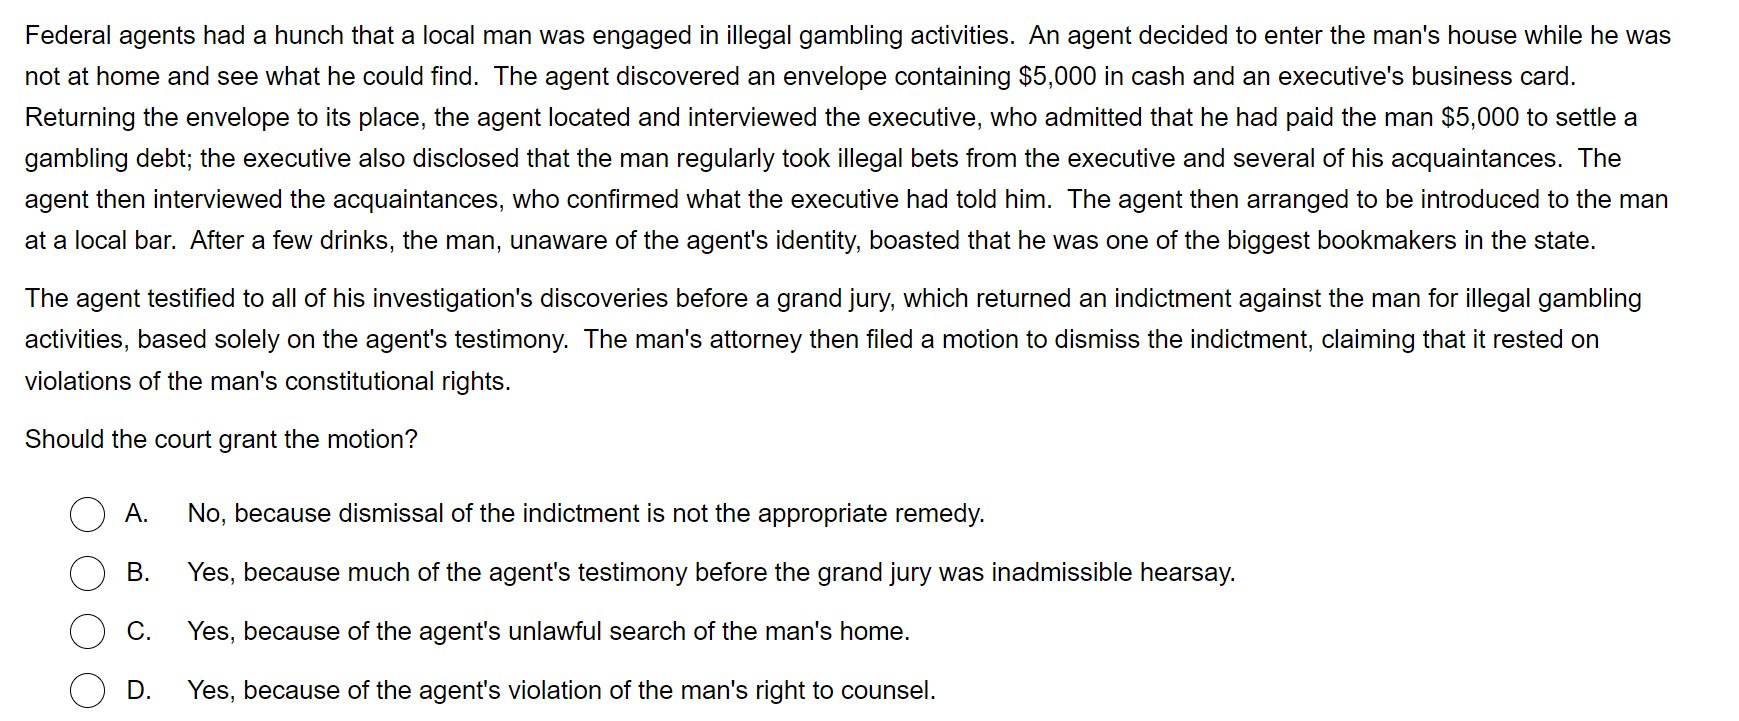 Federal agents had a hunch that a local man was engaged in illegal gambling activities.  An agent decided to enter the man's house while he was
not at home and see what he could find.  The agent discovered an envelope containing $5,000 in cash and an executive's business card.
Returning the envelope to its place, the agent located and interviewed the executive, who admitted that he had paid the man $5,000 to settle a
gambling debt; the executive also disclosed that the man regularly took illegal bets from the executive and several of his acquaintances.  The
agent then interviewed the acquaintances, who confirmed what the executive had told him.  The agent then arranged to be introduced to the man
at a local bar.  After a few drinks, the man, unaware of the agent's identity, boasted that he was one of the biggest bookmakers in the state.
The agent testified to all of his investigation's discoveries before a grand jury, which returned an indictment against the man for illegal gambling
activities, based solely on the agent's testimony.  The man's attorney then filed a motion to dismiss the indictment, claiming that it rested on
violations of the man's constitutional rights.
Should the court grant the motion?
A. No, because dismissal of the indictment is not the appropriate remedy.
B. Yes, because much of the agent's testimony before the grand jury was inadmissible hearsay.
C. Yes, because of the agent's unlawful search of the man's home.
D. Yes, because of the agent's violation of the man's right to counsel.